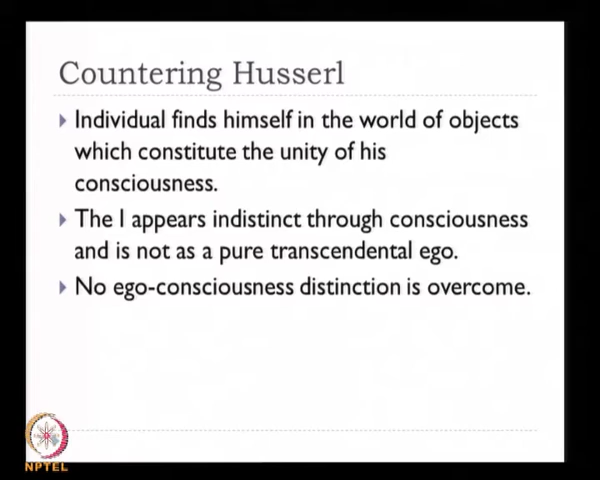 Countering Husserl
Individual finds himself in the world of objects
which constitute the unity of his
consciousness.
The I appears indistinct through consciousness
and is not as a pure transcendental ego.
No ego-consciousness distinction is overcome.
NPTEL